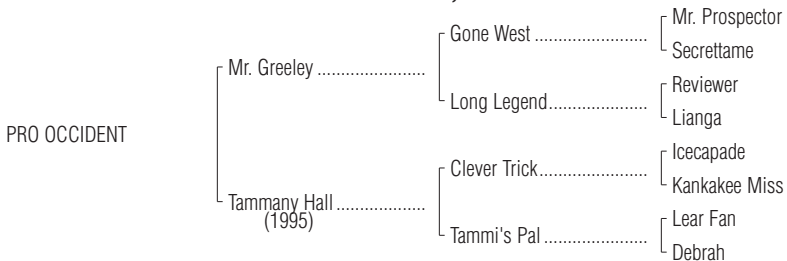 Mr. Prospector
Gone West ........................
Secrettame
Mr. Greeley .......................
Reviewer
Long Legend.....................
Lianga
PRO OCCIDENT
Icecapade
Clever Trick.......................
Kankakee Miss
Tammany Hall ...................
(1995)
Lear Fan
Tammi's Pal ......................
Debrah